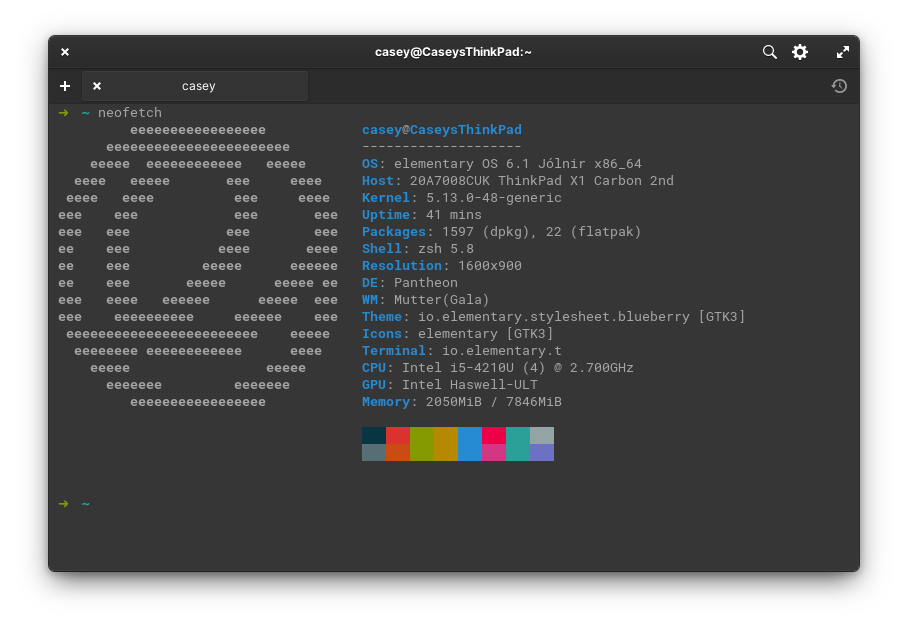 casey@CaseysThinkPad:~
casey
➜ ~ neofetch
         eeeeeeeeeeeeeeeee
      eeeeeeeeeeeeeeeeeeeeeee
    eeeee  eeeeeeeeeeee   eeeee
  eeee   eeeee       eee     eeee
 eeee   eeee          eee     eeee
eee    eee            eee       eee
eee   eee            eee        eee
ee    eee           eeee       eeee
ee    eee         eeeee      eeeeee
ee    eee       eeeee      eeeee ee
eee   eeee   eeeeee      eeeee  eee
eee    eeeeeeeeee     eeeeee    eee
 eeeeeeeeeeeeeeeeeeeeeeee    eeeee
  eeeeeeee eeeeeeeeeeee      eeee
    eeeee                 eeeee
      eeeeeee         eeeeeee
         eeeeeeeeeeeeeeeee
casey@CaseysThinkPad
--------------------
OS: elementary OS 6.1 Jólnir x86_64
Host: 20A7008CUK ThinkPad X1 Carbon 2nd
Kernel: 5.13.0-48-generic
Uptime: 41 mins
Packages: 1597 (dpkg), 22 (flatpak)
Shell: zsh 5.8
Resolution: 1600x900
DE: Pantheon
WM: Mutter(Gala)
Theme: io.elementary.stylesheet.blueberry [GTK3]
Icons: elementary [GTK3]
Terminal: io.elementary.t
CPU: Intel i5-4210U (4) @ 2.700GHz
GPU: Intel Haswell-ULT
Memory: 2050MiB / 7846MiB
➜ ~